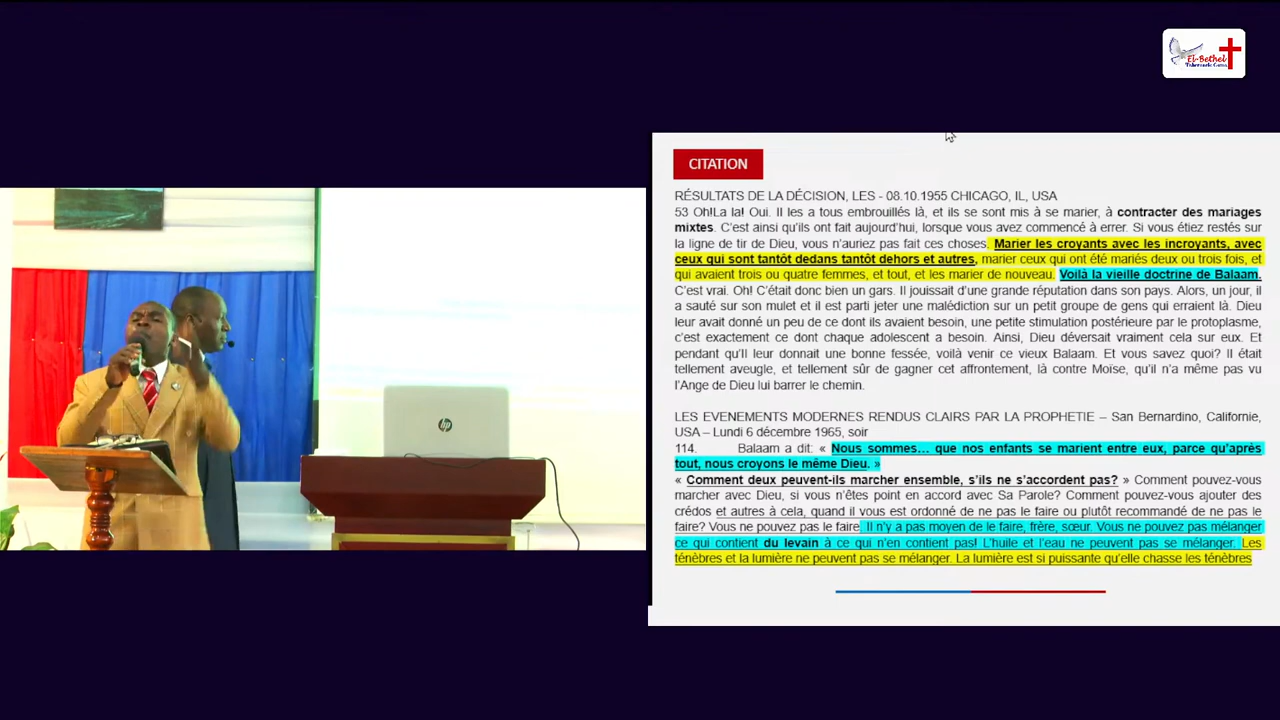 El-Bethel
CITATION
RÉSULTATS DE LA DÉCISION, LES - 08.10.1955 CHICAGO, IL, USA
53 Oh!La la! Oui. Il les a tous embrouillés là, et ils se sont mis à se marier, à contracter des mariages
mixtes. C’est ainsi qu’ils ont fait aujourd’hui, lorsque vous avez commencé à errer. Si vous étiez restés sur
la ligne de tir de Dieu, vous n’auriez pas fait ces choses. Marier les croyants avec les incroyants, avec
ceux qui sont tantôt dedans tantôt dehors et autres, marier ceux qui ont été mariés deux ou trois fois, et
qui avaient trois ou quatre femmes, et tout, et les marier de nouveau. Voilà la vieille doctrine de Balaam.
C’est vrai. Oh! C’était donc bien un gars. Il jouissait d’une grande réputation dans son pays. Alors, un jour, il
a sauté sur son mulet et il est parti jeter une malédiction sur un petit groupe de gens qui erraient là. Dieu
leur avait donné un peu de ce dont ils avaient besoin, une petite stimulation postérieure par le protoplasme,
c’est exactement ce dont chaque adolescent a besoin. Ainsi, Dieu déversait vraiment cela sur eux. Et
pendant qu’Il leur donnait une bonne fessée, voilà venir ce vieux Balaam. Et vous savez quoi? Il était
tellement aveugle, et tellement sûr de gagner cet affrontement, là contre Moïse, qu’il n’a même pas vu
l’Ange de Dieu lui barrer le chemin.
LES EVENEMENTS MODERNES RENDUS CLAIRS PAR LA PROPHETIE – San Bernardino, Californie,
USA – Lundi 6 décembre 1965, soir
114. Balaam a dit: « Nous sommes… que nos enfants se marient entre eux, parce qu’après
tout, nous croyons le même Dieu. »
« Comment deux peuvent-ils marcher ensemble, s’ils ne s’accordent pas? » Comment pouvez-vous
marcher avec Dieu, si vous n’êtes point en accord avec Sa Parole? Comment pouvez-vous ajouter des
crédos et autres à cela, quand il vous est ordonné de ne pas le faire ou plutôt recommandé de ne pas le
faire? Vous ne pouvez pas le faire. Il n’y a pas moyen de le faire, frère, sœur. Vous ne pouvez pas mélanger
ce qui contient du levain à ce qui n’en contient pas! L’huile et l’eau ne peuvent pas se mélanger. Les
ténèbres et la lumière ne peuvent pas se mélanger. La lumière est si puissante qu’elle chasse les ténèbres
hp